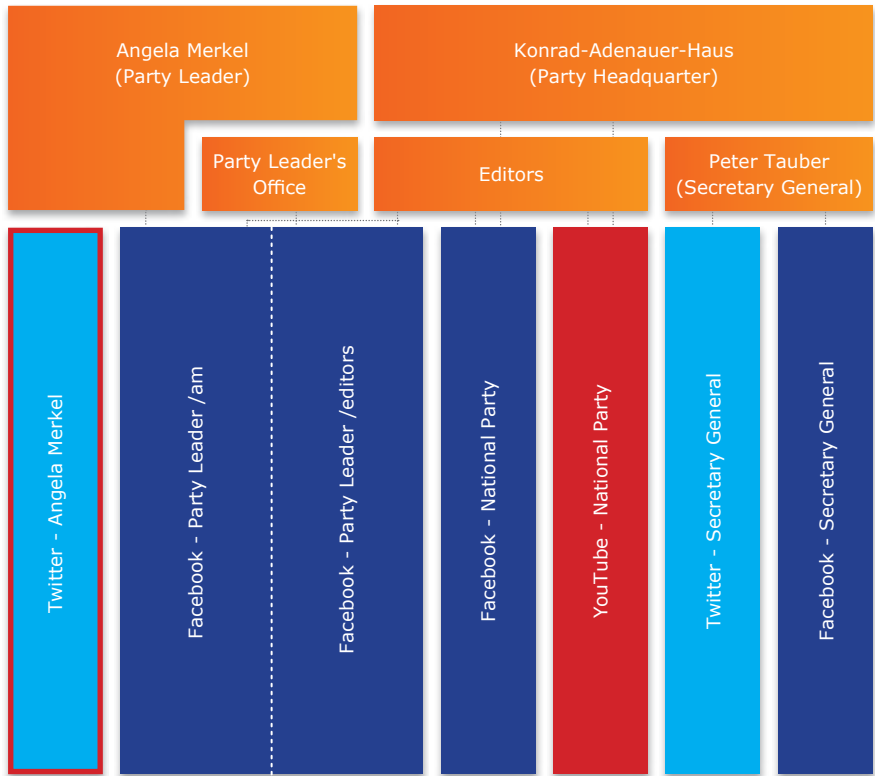 Angela Merkel
(Party Leader)
Konrad-Adenauer-Haus
(Party Headquarter)
Party Leader's
Office
Editors
Peter Tauber
(Secretary General)
Twitter - Angela Merkel
Facebook - Party Leader /am
Facebook - Party Leader /editors
Facebook - National Party
YouTube - National Party
Twitter - Secretary General
Facebook - Secretary General